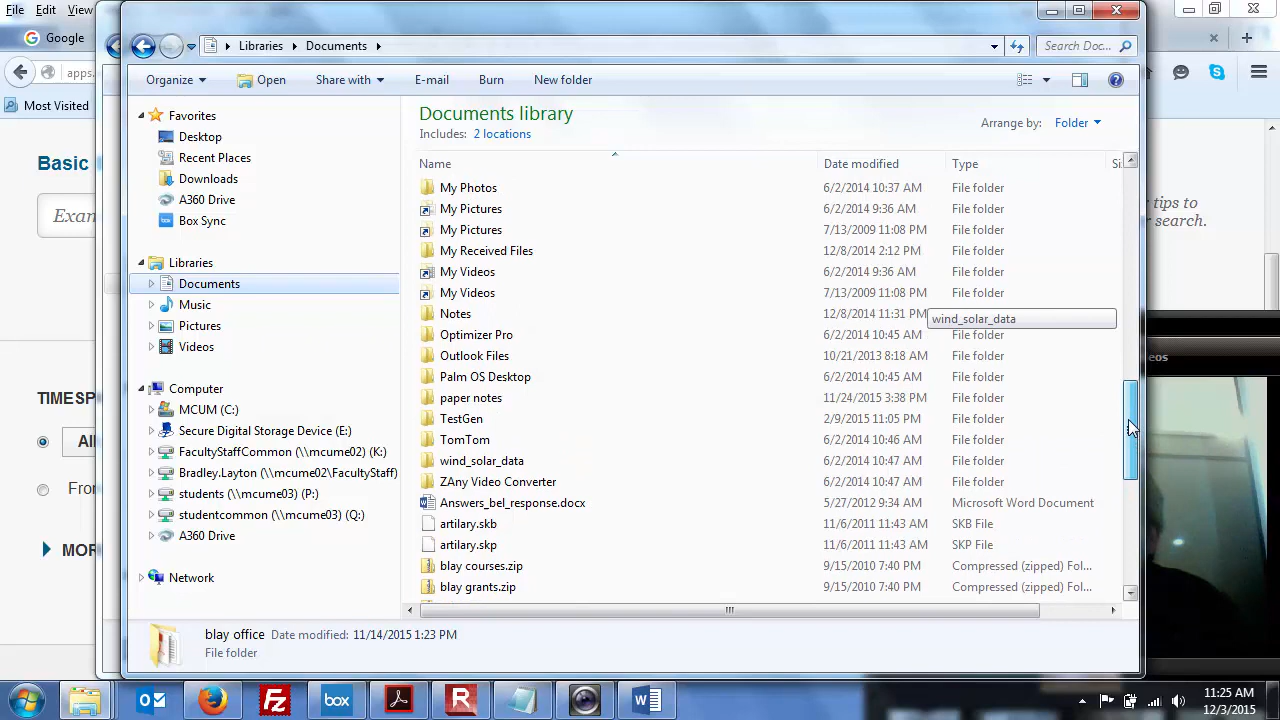 File Edit View
Google
apps.
Most Visited
Basic
Exam
TIMESP
All
Fro
MOR
tips to
r search.
eos
Libraries Documents
Search Doc...
Organize Open Share with E-mail Burn New folder
Favorites
Desktop
Recent Places
Downloads
A360 Drive
Box Sync
Libraries
Documents
Music
Pictures
Videos
Computer
MCUM (C:)
Secure Digital Storage Device (E:)
FacultyStaffCommon (\\mcume02) (K:)
Bradley.Layton (\\mcume02\FacultyStaff)
students (\\mcume03) (P:)
studentcommon (\\mcume03) (Q:)
A360 Drive
Network
Documents library
Includes: 2 locations
Arrange by: Folder
Name Date modified Type Si
My Photos 6/2/2014 10:37 AM File folder
My Pictures 6/2/2014 9:36 AM File folder
My Pictures 7/13/2009 11:08 PM File folder
My Received Files 12/8/2014 2:12 PM File folder
My Videos 6/2/2014 9:36 AM File folder
My Videos 7/13/2009 11:08 PM File folder
Notes 12/8/2014 11:31 PM
wind_solar_data
Optimizer Pro 6/2/2014 10:45 AM File folder
Outlook Files 10/21/2013 8:18 AM File folder
Palm OS Desktop 6/2/2014 10:45 AM File folder
paper notes 11/24/2015 3:38 PM File folder
TestGen 2/9/2015 11:05 PM File folder
TomTom 6/2/2014 10:46 AM File folder
wind_solar_data 6/2/2014 10:47 AM File folder
ZAny Video Converter 6/2/2014 10:47 AM File folder
Answers_bel_response.docx 5/27/2012 9:34 AM Microsoft Word Document
artilary.skb 11/6/2011 11:43 AM SKB File
artilary.skp 11/6/2011 11:43 AM SKP File
blay courses.zip 9/15/2010 7:40 PM Compressed (zipped) Fol...
blay grants.zip 9/15/2010 7:40 PM Compressed (zipped) Fol...
blay office Date modified: 11/14/2015 1:23 PM
File folder
box
11:25 AM
12/3/2015